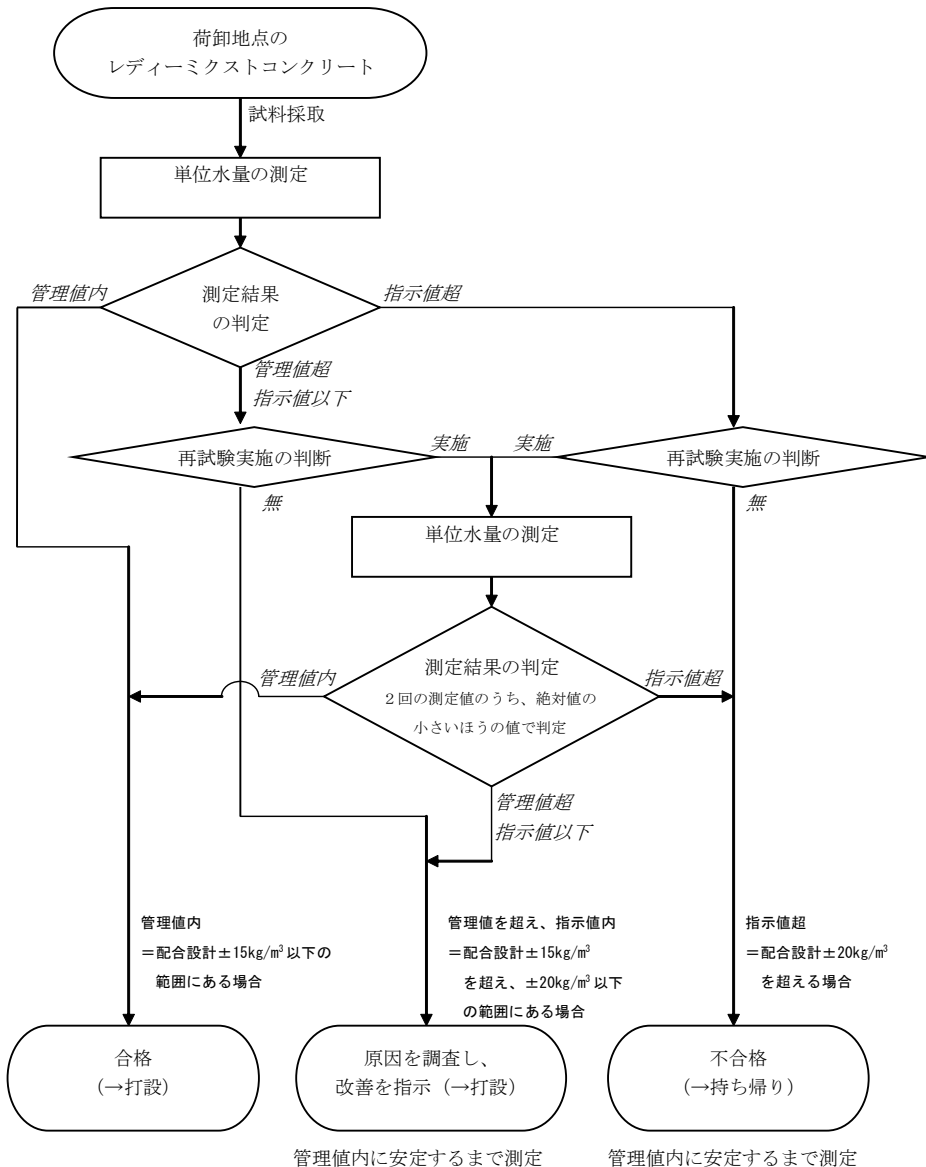 荷卸地点の
レディーミクストコンクリート
試料採取
単位水量の測定
測定結果
の判定
管理値内
指示値超
管理値超
指示値以下
再試験実施の判断
実施
実施
再試験実施の判断
無
無
単位水量の測定
測定結果の判定
2回の測定値のうち、絶対値の
小さいほうの値で判定
管理値内
指示値超
管理値超
指示値以下
管理値内
=配合設計±15kg/m³以下の
範囲にある場合
管理値を超え、指示値内
=配合設計±15kg/m³
を超え、±20kg/m³以下
の範囲にある場合
指示値超
=配合設計±20kg/m³
を超える場合
合格
(→打設)
原因を調査し、
改善を指示(→打設)
不合格
(→持ち帰り)
管理値内に安定するまで測定
管理値内に安定するまで測定